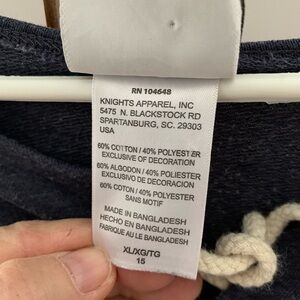 RN 104648
KNIGHTS APPAREL, INC
5475 N. BLACKSTOCK RD
SPARTANBURG, SC. 29303
USA
60% COTTON / 40% POLYESTER
EXCLUSIVE OF DECORATION
60% ALGODON / 40% POLIESTER
EXCLUSIVO DE DECORACION
60% COTON / 40% POLYESTER
SANS MOTIF
MADE IN BANGLADESH
HECHO EN BANGLADESH
FABRIQUE AU LE BANGLADESH
XL/XG/TG
15